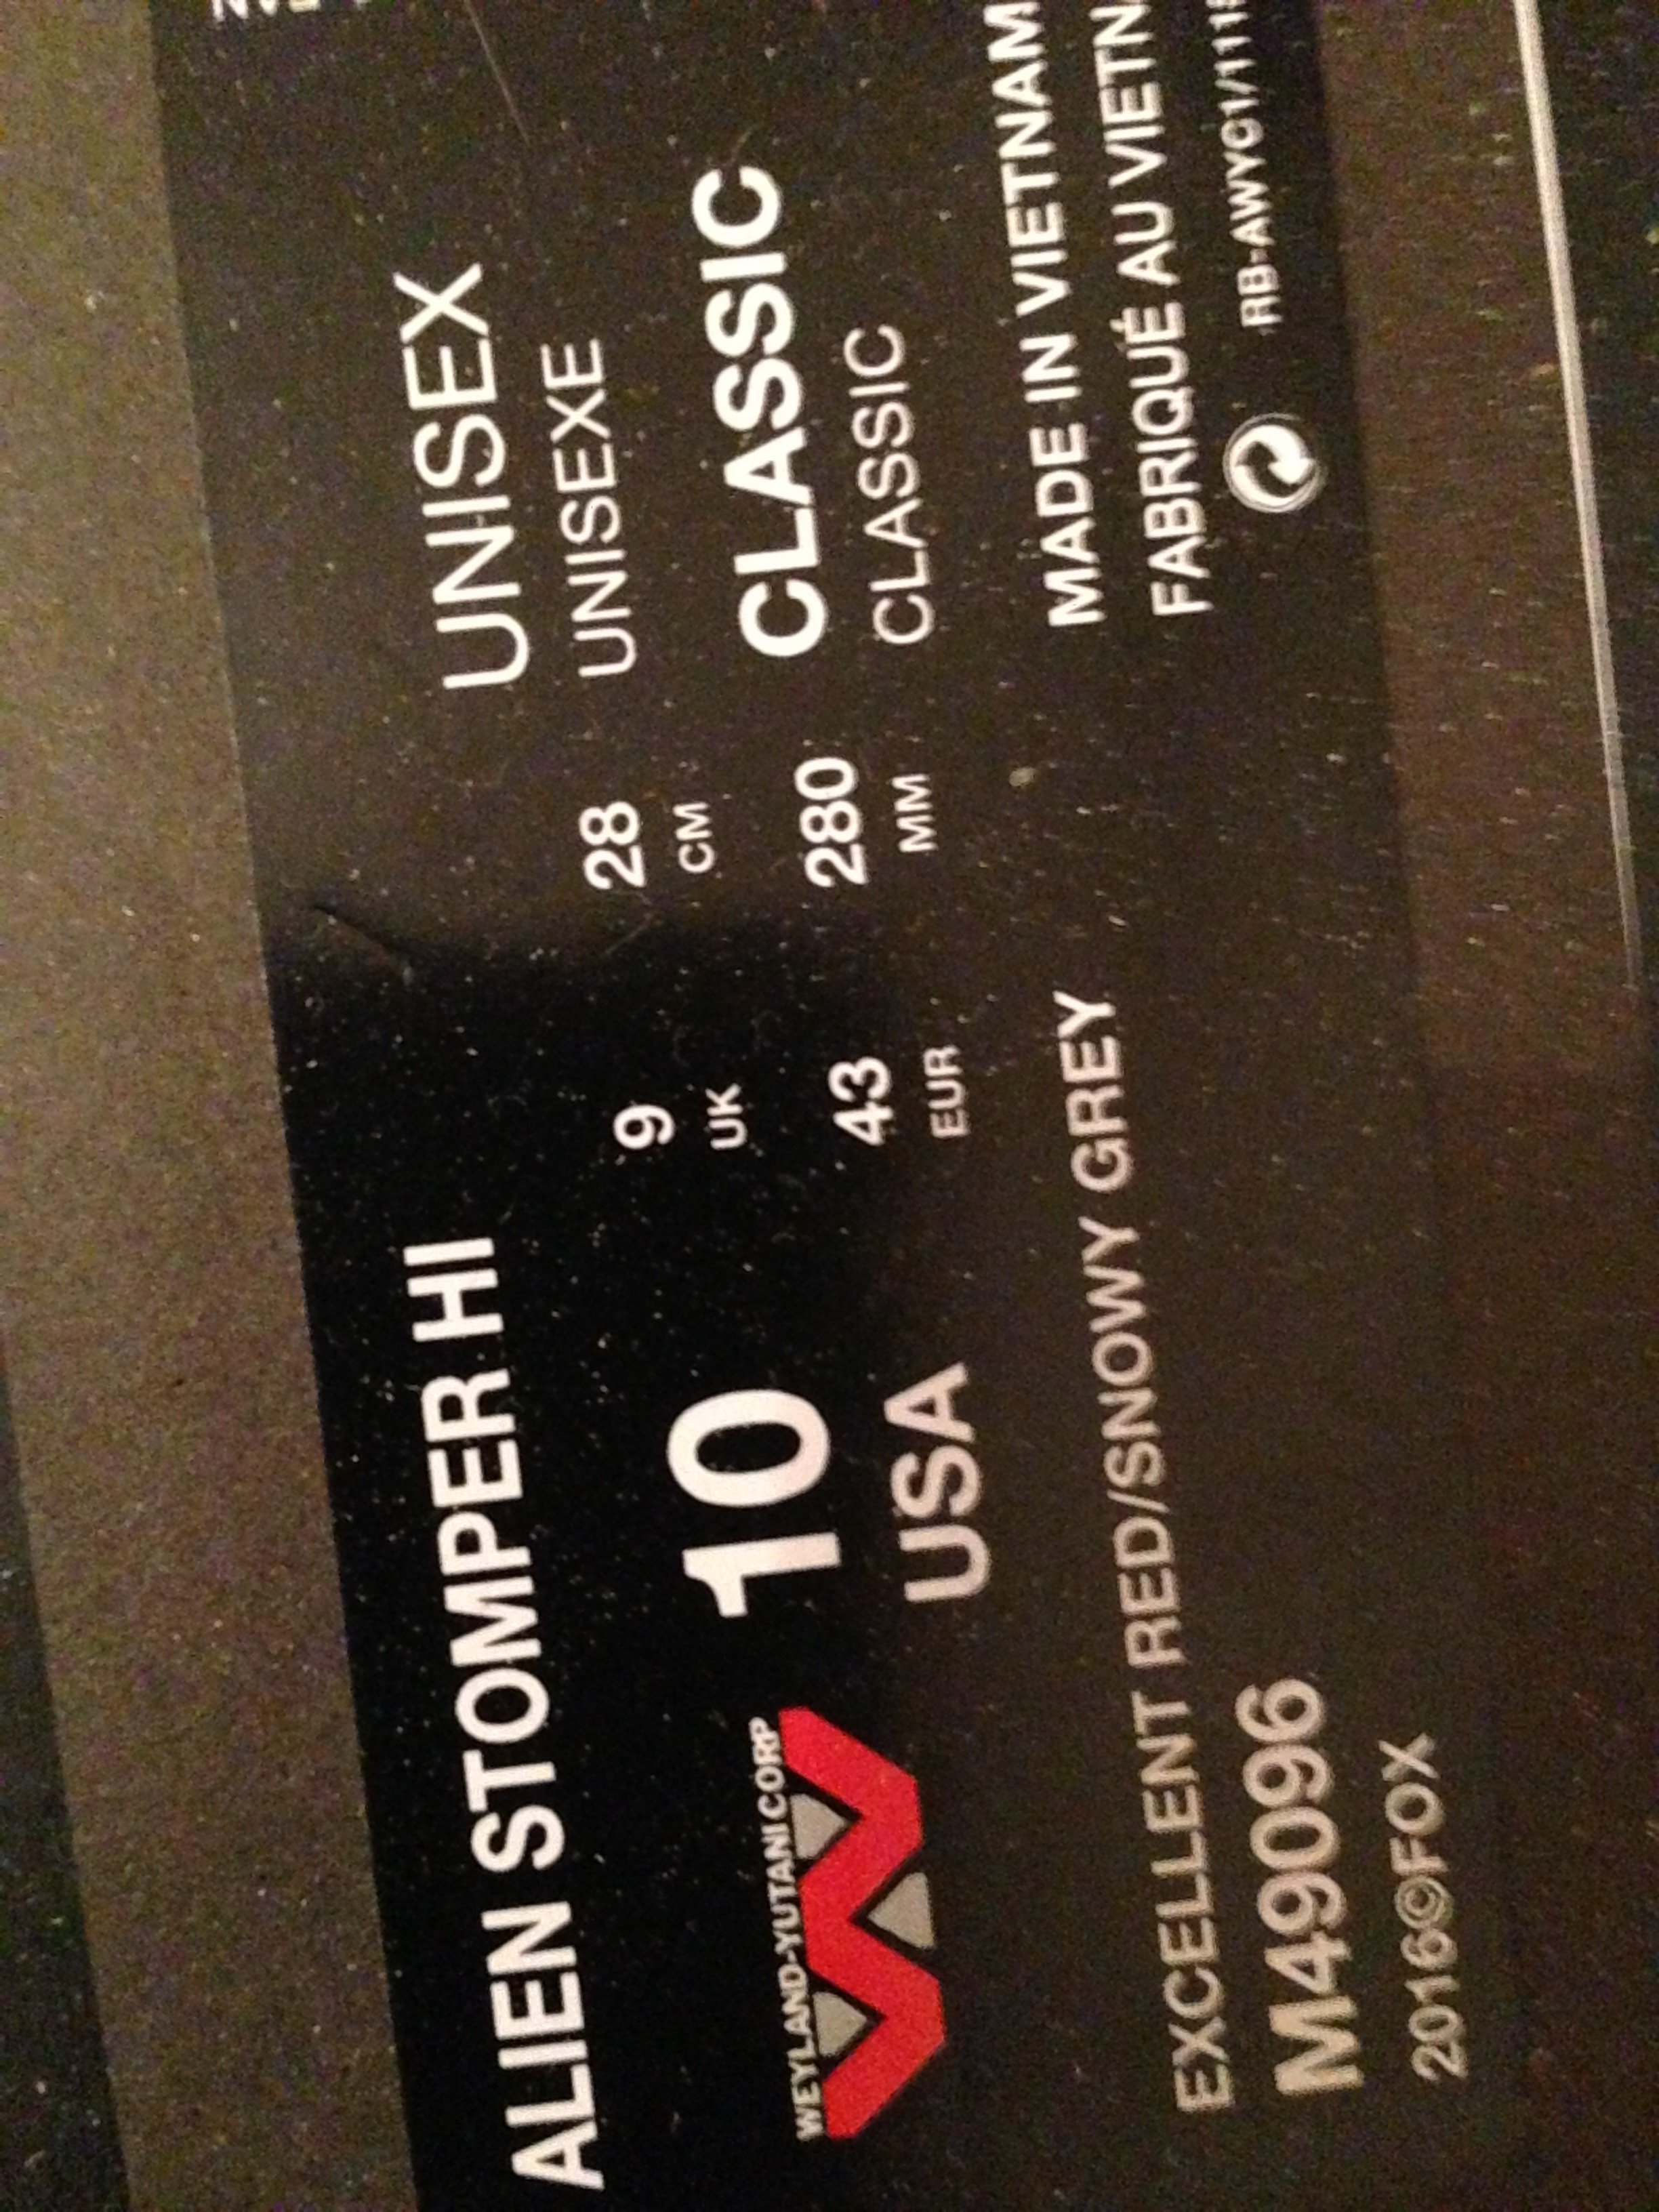 ALIEN STOMPER HI
WEYLAND-YUTANI CORP
10
USA
9
UK
28
CM
43
EUR
280
MM
EXCELLENT RED/SNOWY GREY
M49096
2016©FOX
UNISEX
UNISEXE
CLASSIC
CLASSIC
MADE IN VIETNAM
FABRIQUÉ AU VIETN